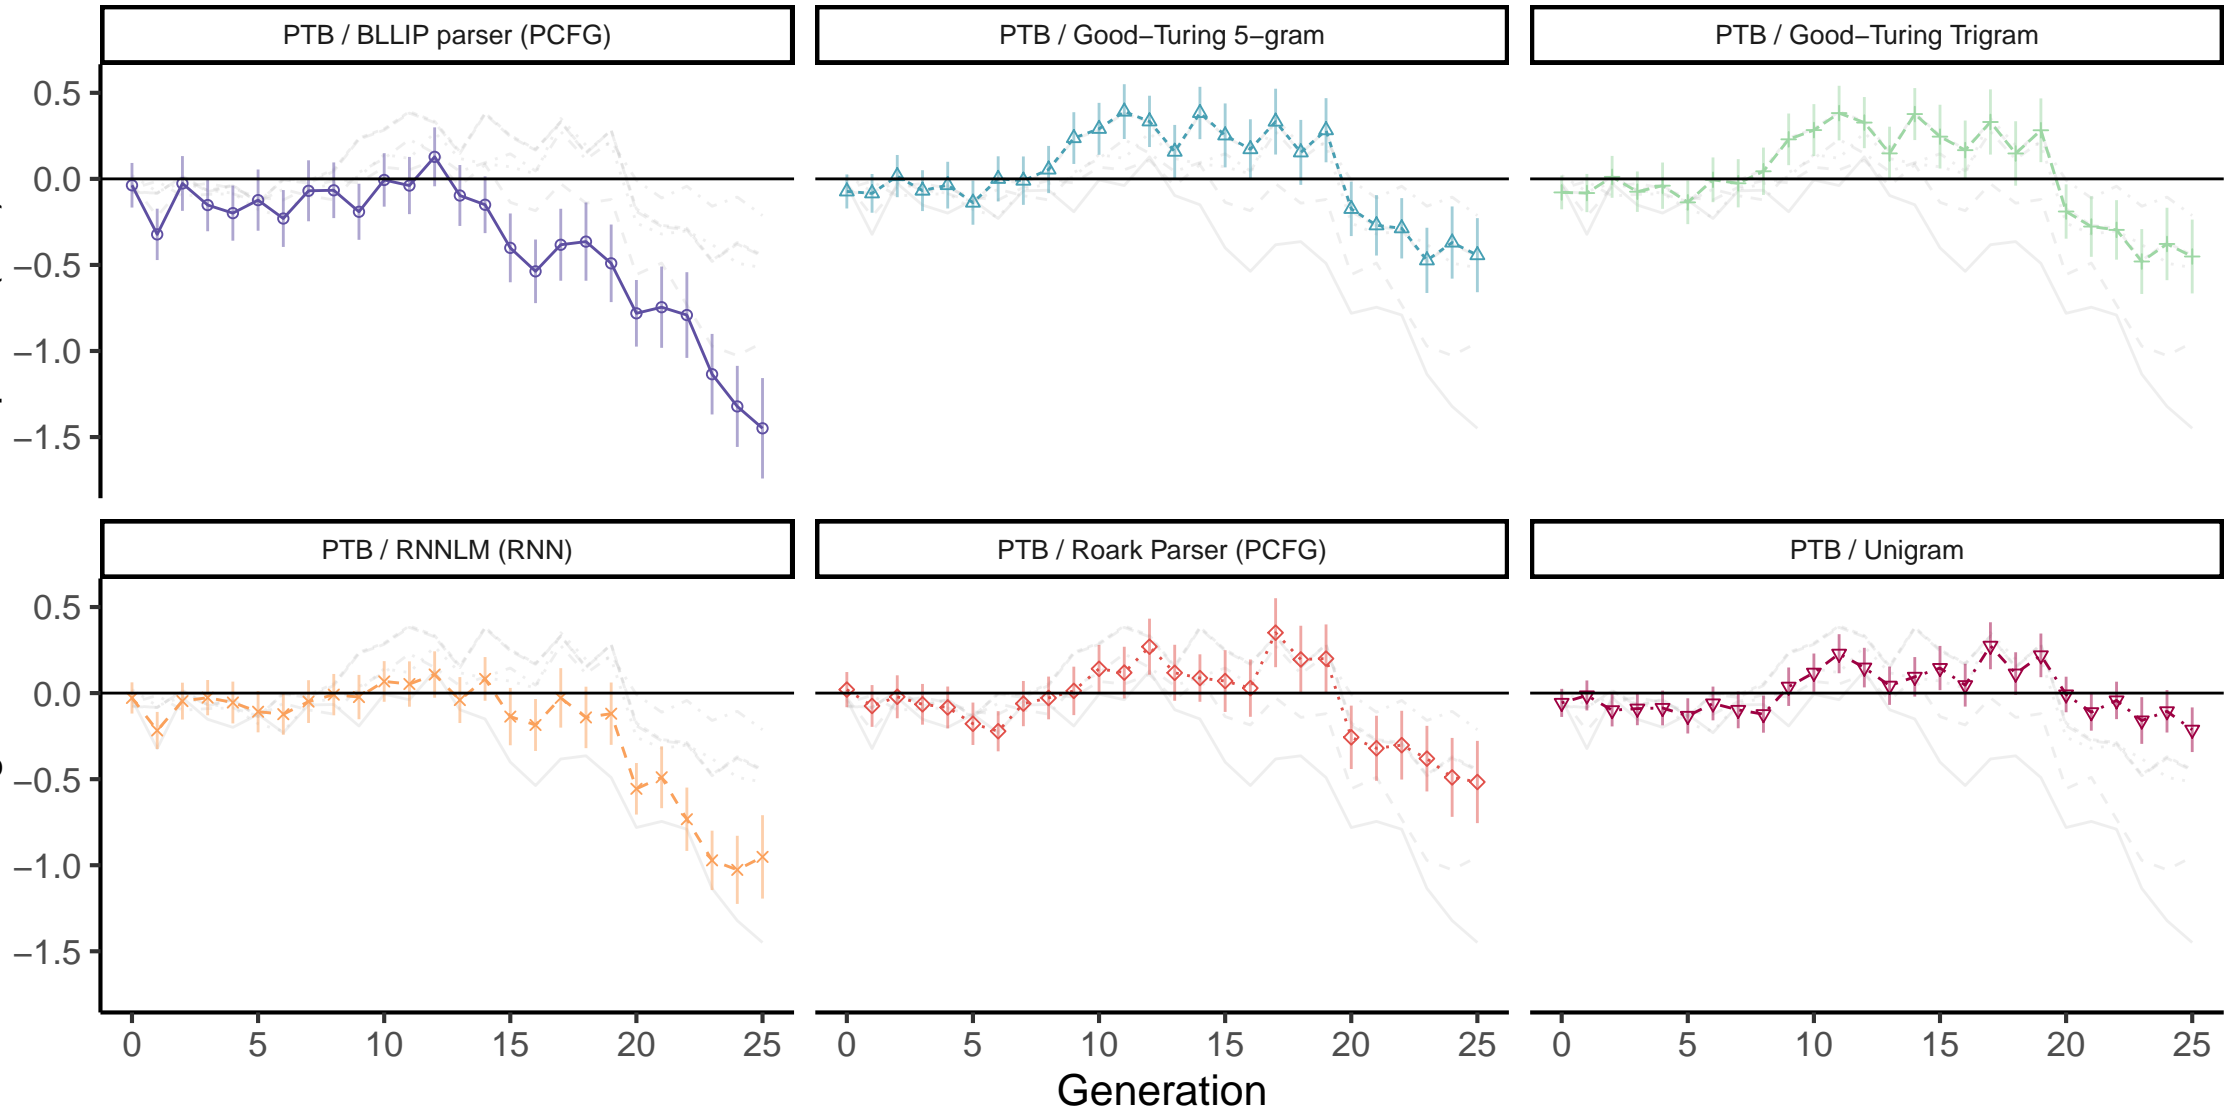 PTB / BLLIP parser (PCFG)
PTB / Good−Turing 5−gram
PTB / Good−Turing Trigram
0.5
0.0
−0.5
−1.0
−1.5
PTB / RNNLM (RNN)
PTB / Roark Parser (PCFG)
PTB / Unigram
0.5
0.0
−0.5
−1.0
−1.5
0 5 10 15 20 25
0 5 10 15 20 25
0 5 10 15 20 25
Generation